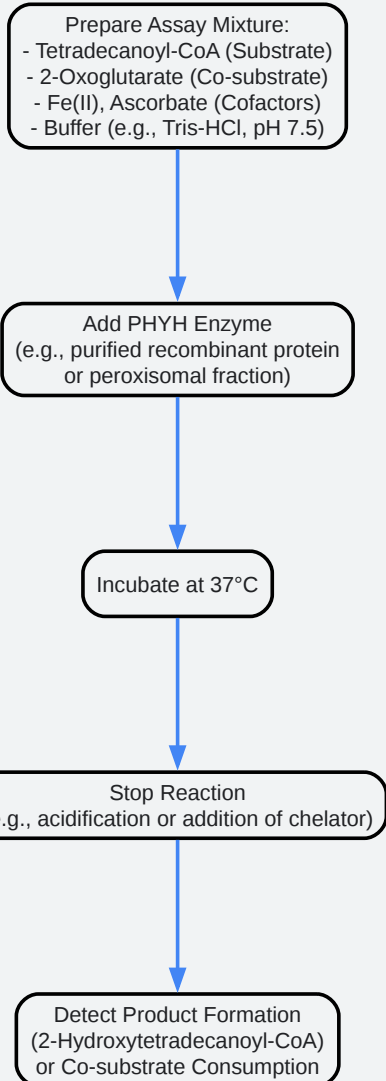 Prepare Assay Mixture:
- Tetradecanoyl-CoA (Substrate)
- 2-Oxoglutarate (Co-substrate)
- Fe(II), Ascorbate (Cofactors)
- Buffer (e.g., Tris-HCl, pH 7.5)
Add PHYH Enzyme
(e.g., purified recombinant protein
or peroxisomal fraction)
Incubate at 37°C
Stop Reaction
.g., acidification or addition of chelator)
Detect Product Formation
(2-Hydroxytetradecanoyl-CoA)
or Co-substrate Consumption